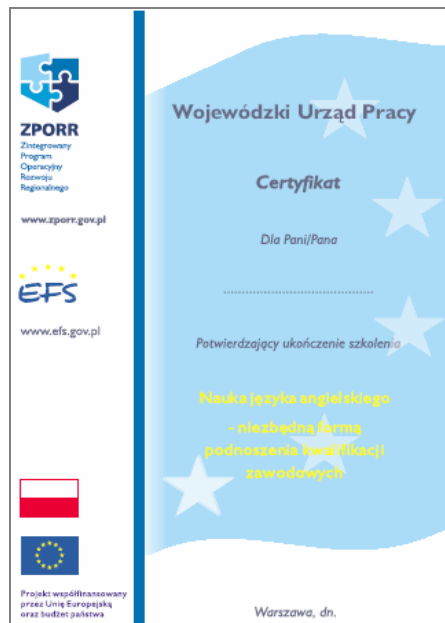 ZPORR
Zintegrowany
Program
Operacyjny
Rozwoju
Regionalnego
www.zporr.gov.pl
EFS
www.efs.gov.pl
Projekt współfinansowany
przez Unię Europejską
oraz budżet państwa
Wojewódzki Urząd Pracy
Certyfikat
Dla Pani/Pana
........................................
Potwierdzający ukończenie szkolenia
Nauka języka angielskiego
- niezbędną formą
podnoszenia kwalifikacji
zawodowych
Warszawa, dn.